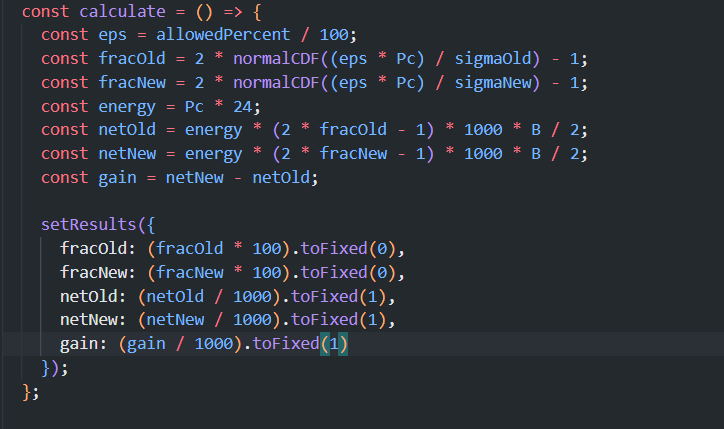 const calculate = () => {
const eps = allowedPercent / 100;
const fracOld = 2 * normalCDF((eps * Pc) / sigmaOld) - 1;
const fracNew = 2 * normalCDF((eps * Pc) / sigmaNew) - 1;
const energy = Pc * 24;
const netOld = energy * (2 * fracOld - 1) * 1000 * B / 2;
const netNew = energy * (2 * fracNew - 1) * 1000 * B / 2;
const gain = netNew - netOld;
setResults({
fracOld: (fracOld * 100).toFixed(0),
fracNew: (fracNew * 100).toFixed(0),
netOld: (netOld / 1000).toFixed(1),
netNew: (netNew / 1000).toFixed(1),
gain: (gain / 1000).toFixed(1)
});
};